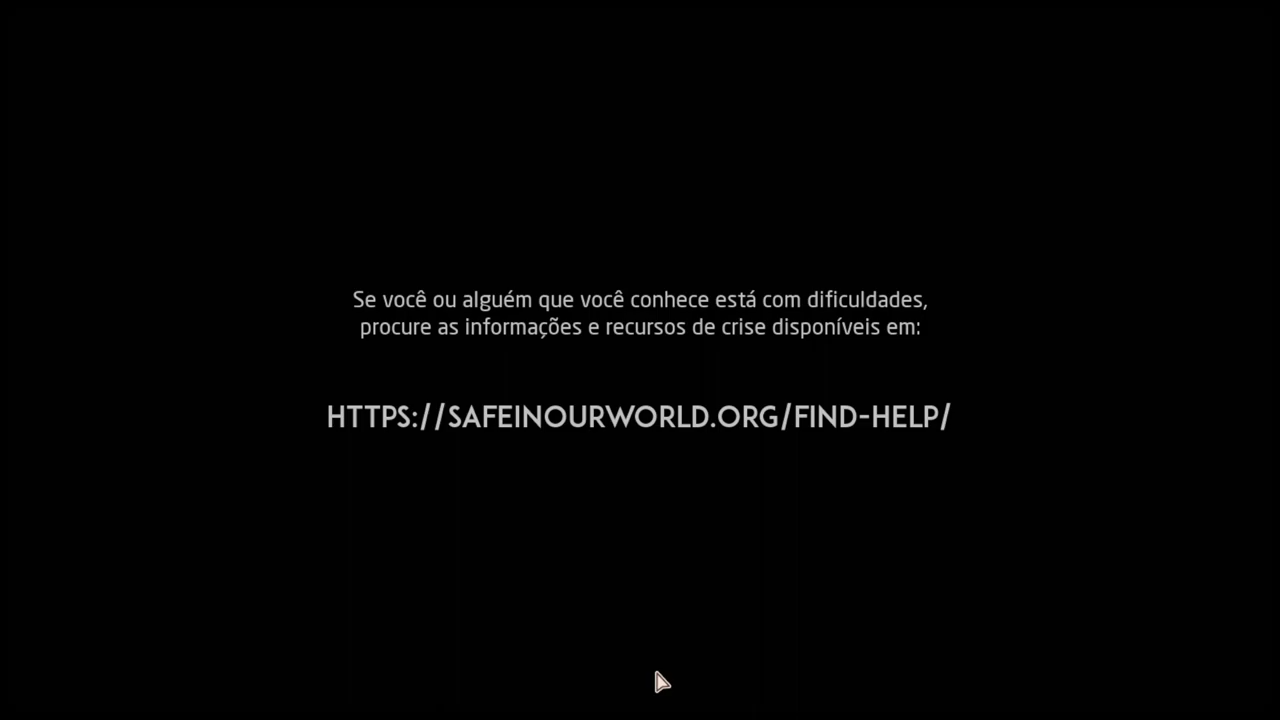 Se você ou alguém que você conhece está com dificuldades,
procure as informações e recursos de crise disponíveis em:
HTTPS://SAFEINOURWORLD.ORG/FIND-HELP/